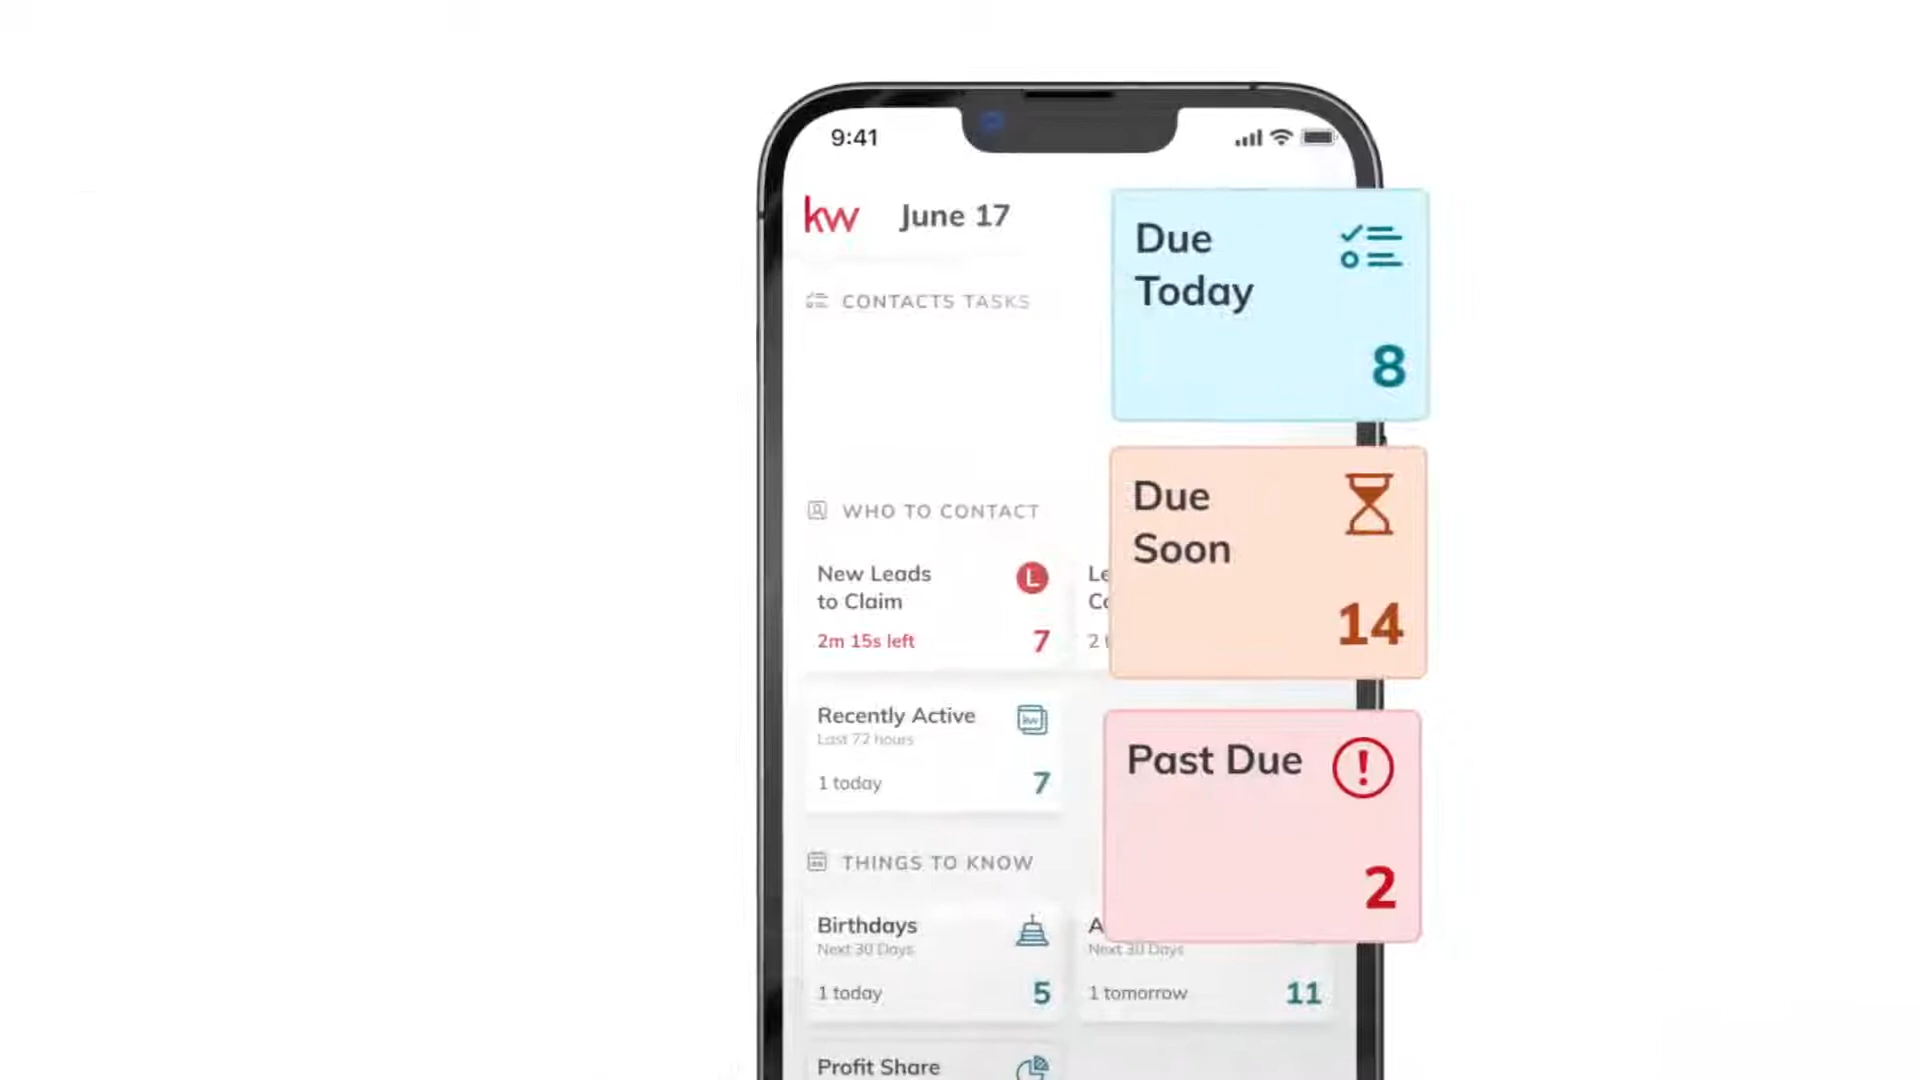 9:41
kw
June 17
CONTACTS TASKS
Due
Today
8
Due
Soon
14
Past Due
2
WHO TO CONTACT
New Leads
to Claim
L
2m 15s left
7
2
Recently Active
kw
Last 72 hours
1 today
7
THINGS TO KNOW
Birthdays
Next 30 Days
1 today
5
Next 30 Days
1 tomorrow
11
Profit Share